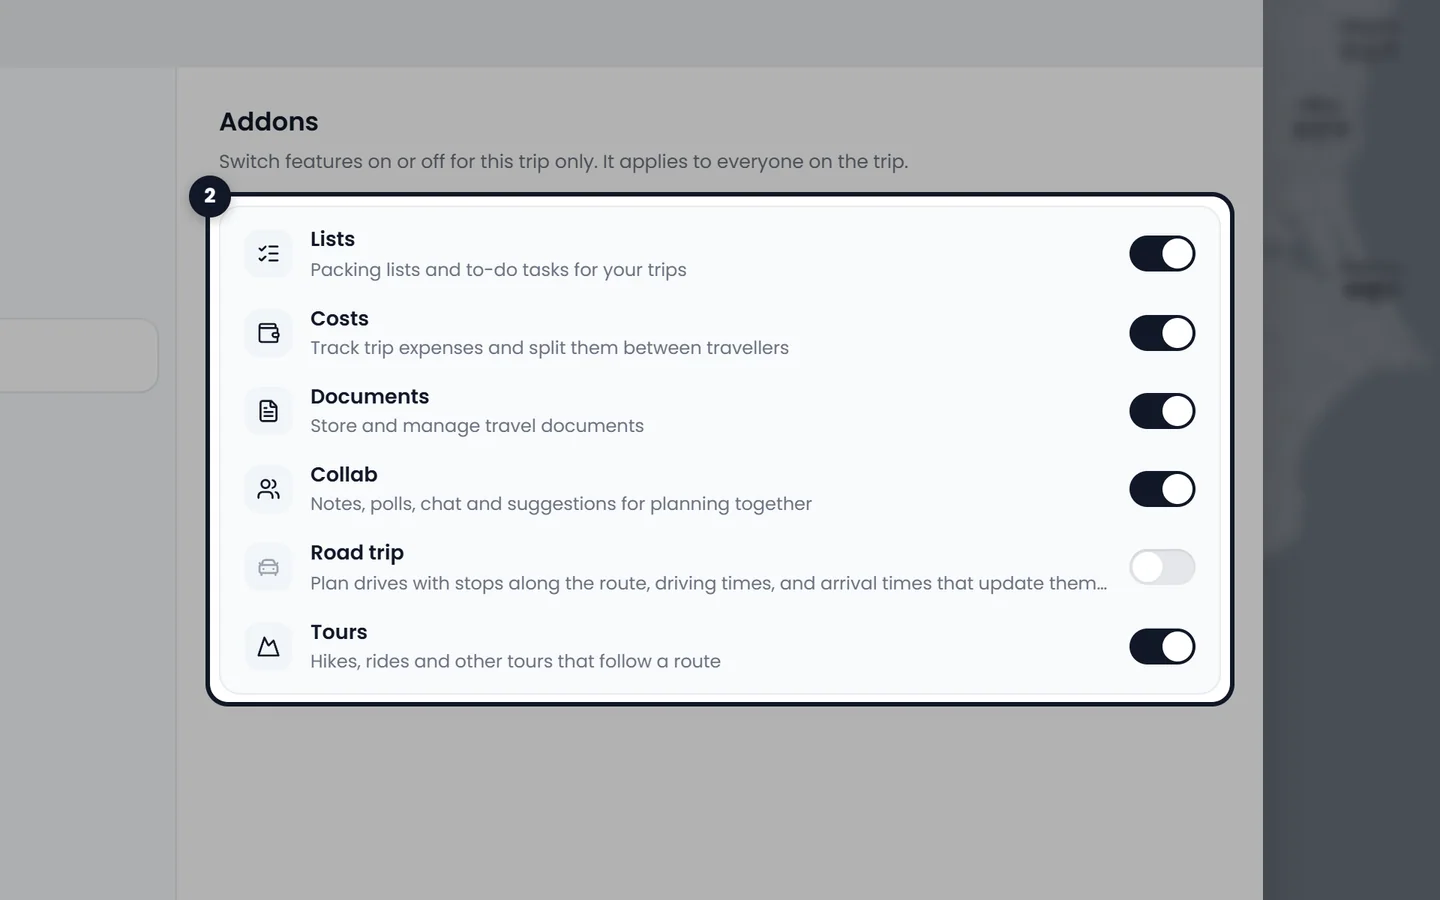 Addons
Switch features on or off for this trip only. It applies to everyone on the trip.
2
Lists
Packing lists and to-do tasks for your trips
Costs
Track trip expenses and split them between travellers
Documents
Store and manage travel documents
Collab
Notes, polls, chat and suggestions for planning together
Road trip
Plan drives with stops along the route, driving times, and arrival times that update them...
Tours
Hikes, rides and other tours that follow a route